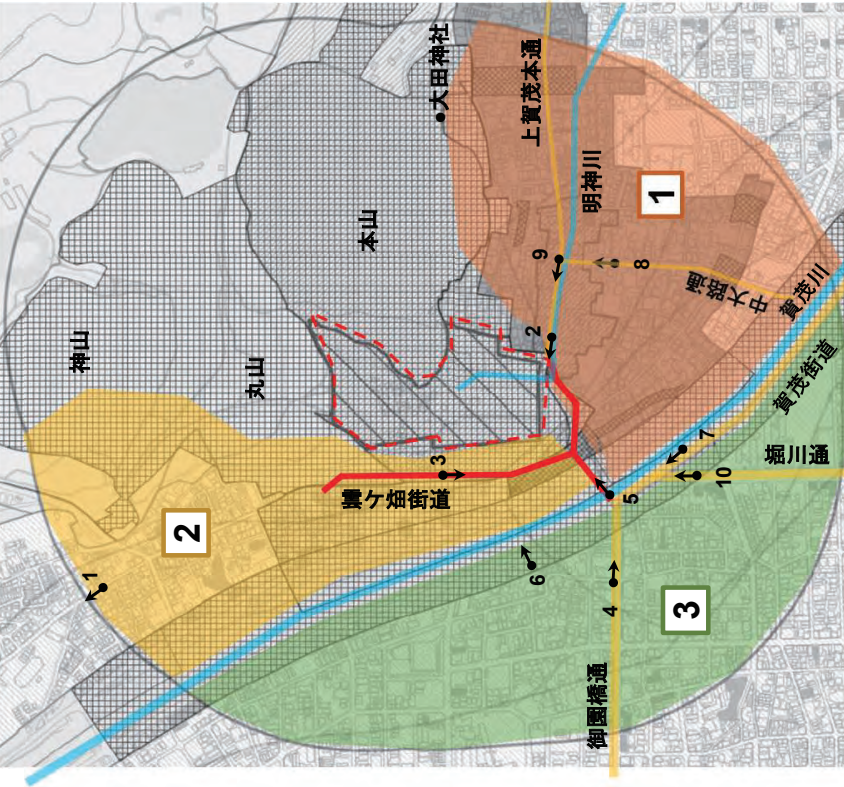 大田神社
上賀茂本通
明神川
1
本山
9
8
中大路通
賀茂川
2
神山
丸山
賀茂街道
3
7
堀川通
雲ケ畑街道
10
5
2
1
6
4
3
御園橋通